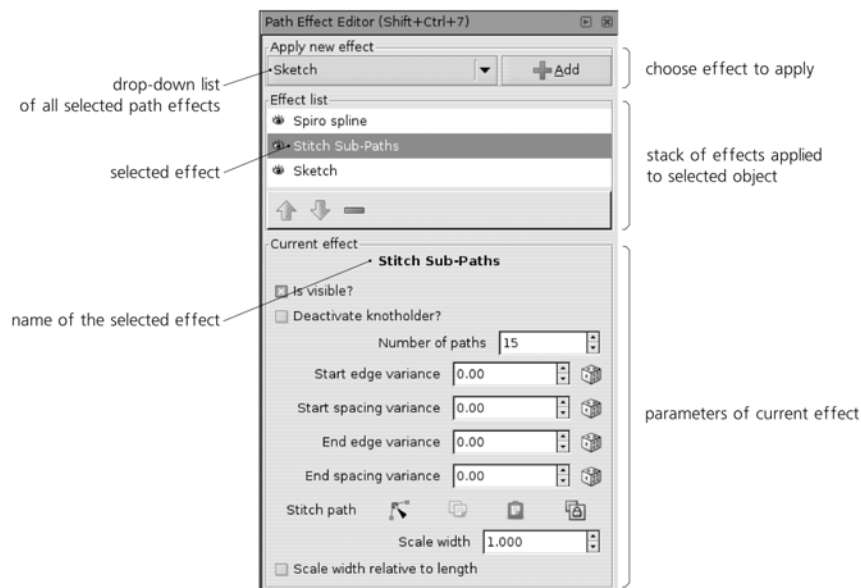 Path Effect Editor (Shift+Ctrl+7)
Apply new effect
Sketch
Add
drop-down list
of all selected path effects
choose effect to apply
Effect list
Spiro spline
Stitch Sub-Paths
Sketch
selected effect
stack of effects applied
to selected object
Current effect
Stitch Sub-Paths
Is visible?
name of the selected effect
Deactivate knotholder?
Number of paths 15
Start edge variance 0.00
Start spacing variance 0.00
parameters of current effect
End edge variance 0.00
End spacing variance 0.00
Stitch path
Scale width 1.000
Scale width relative to length